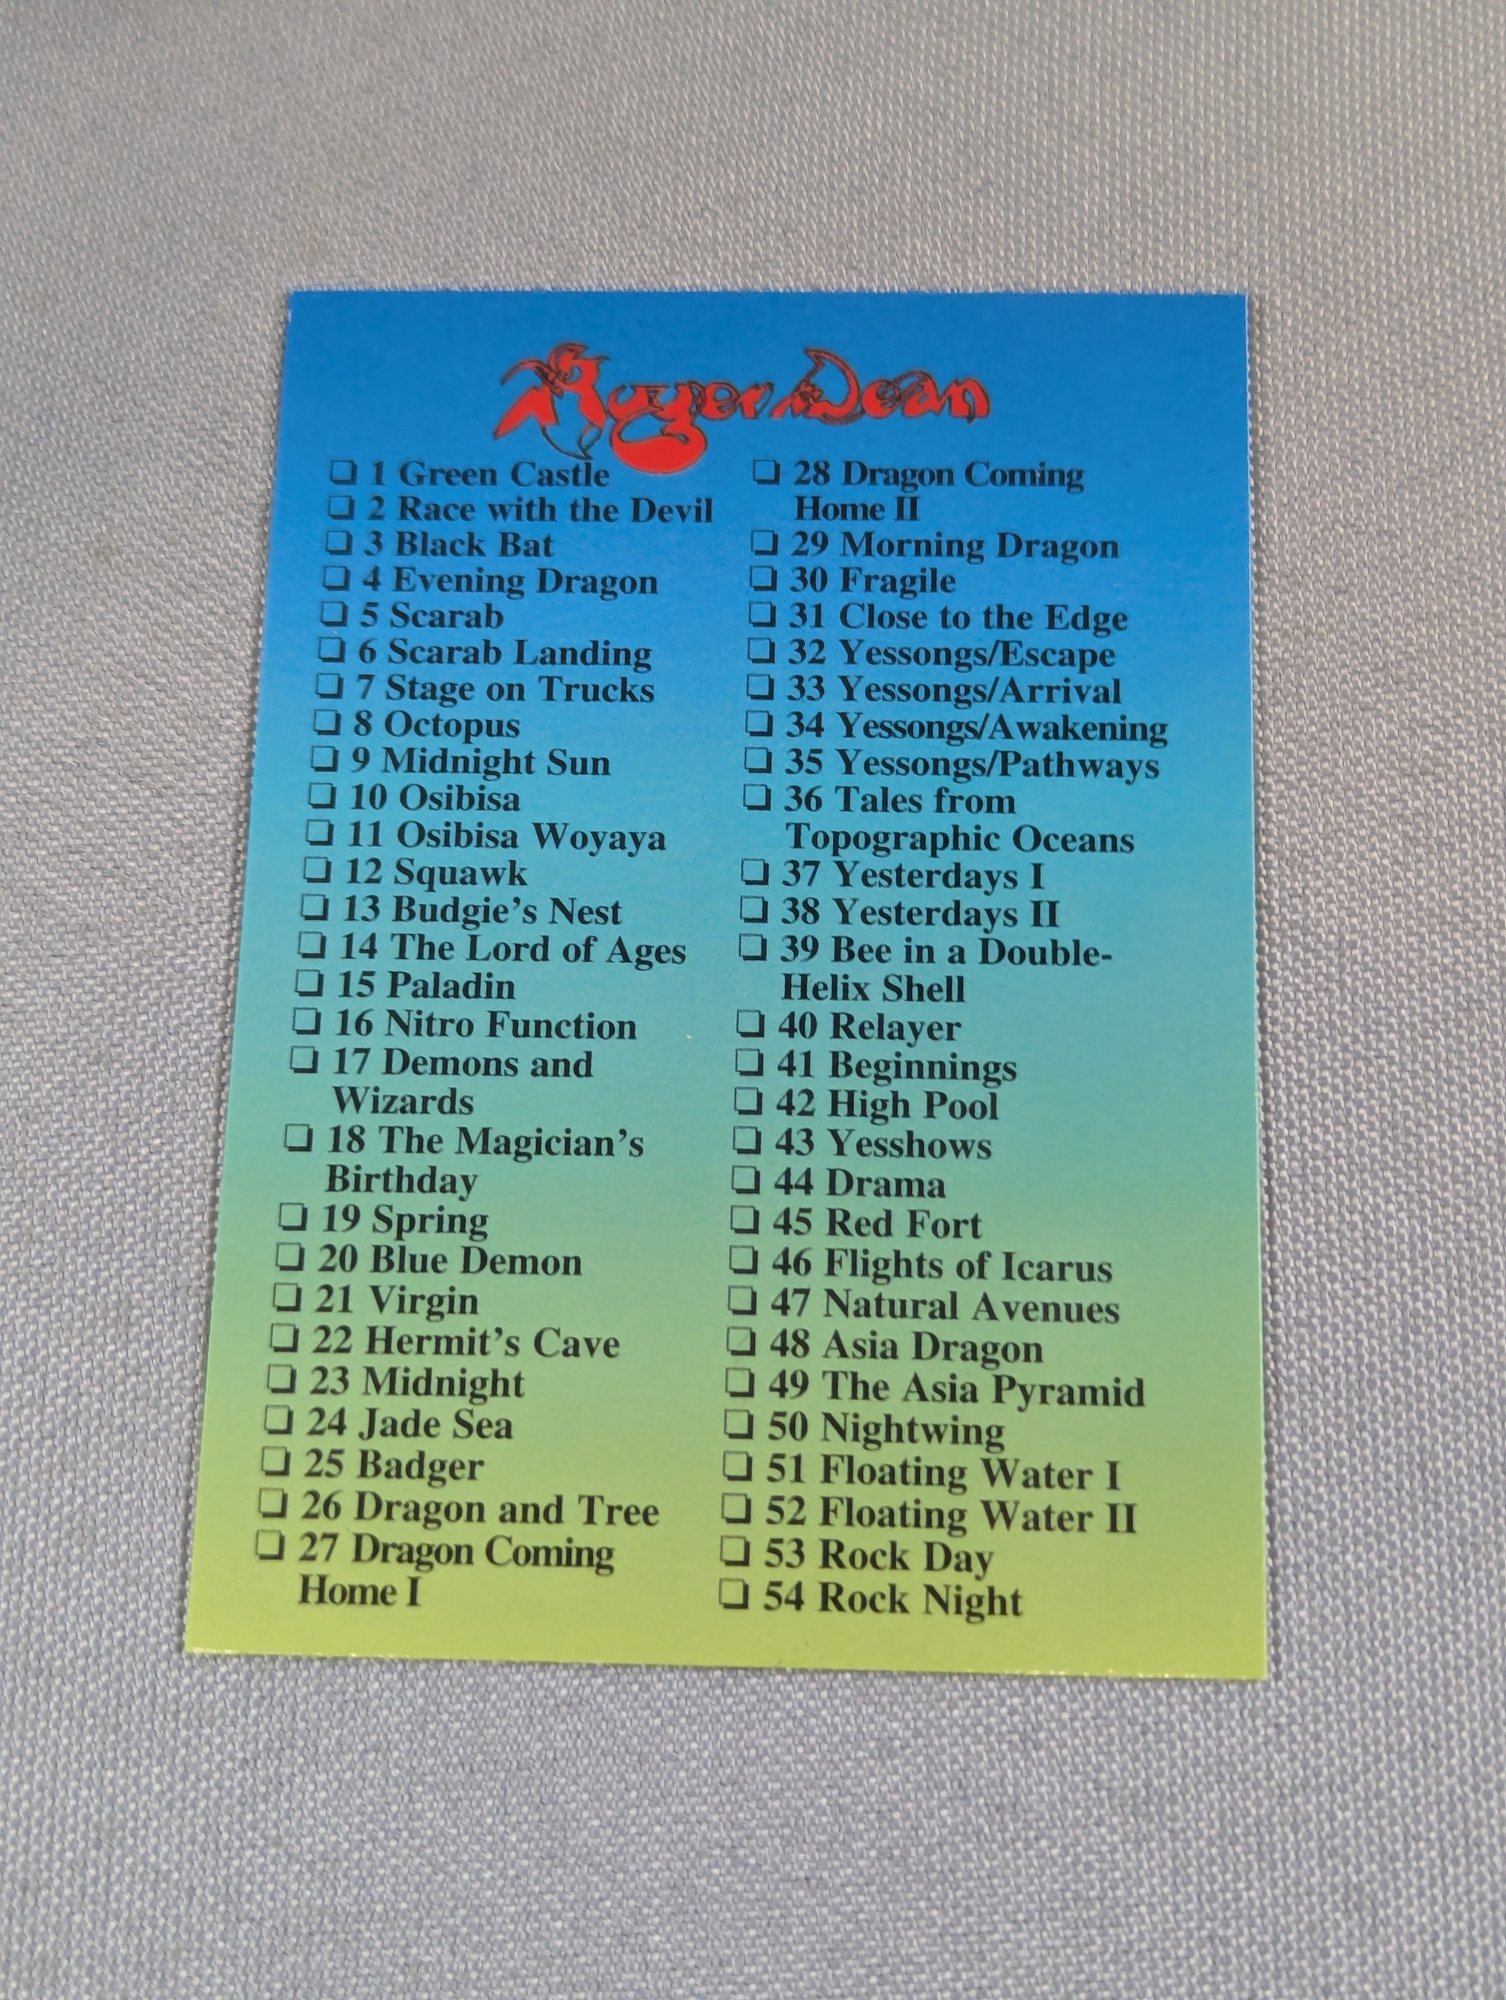 Roger Dean
❏ 1 Green Castle
❏ 2 Race with the Devil
❏ 3 Black Bat
❏ 4 Evening Dragon
❏ 5 Scarab
❏ 6 Scarab Landing
❏ 7 Stage on Trucks
❏ 8 Octopus
❏ 9 Midnight Sun
❏ 10 Osibisa
❏ 11 Osibisa Woyaya
❏ 12 Squawk
❏ 13 Budgie's Nest
❏ 14 The Lord of Ages
❏ 15 Paladin
❏ 16 Nitro Function
❏ 17 Demons and
Wizards
❏ 18 The Magician's
Birthday
❏ 19 Spring
❏ 20 Blue Demon
❏ 21 Virgin
❏ 22 Hermit's Cave
❏ 23 Midnight
❏ 24 Jade Sea
❏ 25 Badger
❏ 26 Dragon and Tree
❏ 27 Dragon Coming
Home I
❏ 28 Dragon Coming
Home II
❏ 29 Morning Dragon
❏ 30 Fragile
❏ 31 Close to the Edge
❏ 32 Yessongs/Escape
❏ 33 Yessongs/Arrival
❏ 34 Yessongs/Awakening
❏ 35 Yessongs/Pathways
❏ 36 Tales from
Topographic Oceans
❏ 37 Yesterdays I
❏ 38 Yesterdays II
❏ 39 Bee in a Double-
Helix Shell
❏ 40 Relayer
❏ 41 Beginnings
❏ 42 High Pool
❏ 43 Yesshows
❏ 44 Drama
❏ 45 Red Fort
❏ 46 Flights of Icarus
❏ 47 Natural Avenues
❏ 48 Asia Dragon
❏ 49 The Asia Pyramid
❏ 50 Nightwing
❏ 51 Floating Water I
❏ 52 Floating Water II
❏ 53 Rock Day
❏ 54 Rock Night